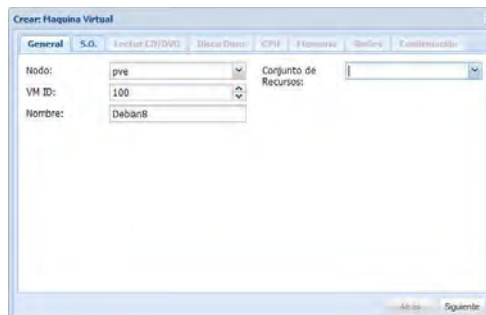 Crear: Maquina Virtual
General S.O. Lector CD/DVD Disco Duro CPU Memoria Redes Confirmación
Nodo: pve Conjunto de Recursos:
VM ID: 100
Nombre: Deban8
Atrás Siguiente